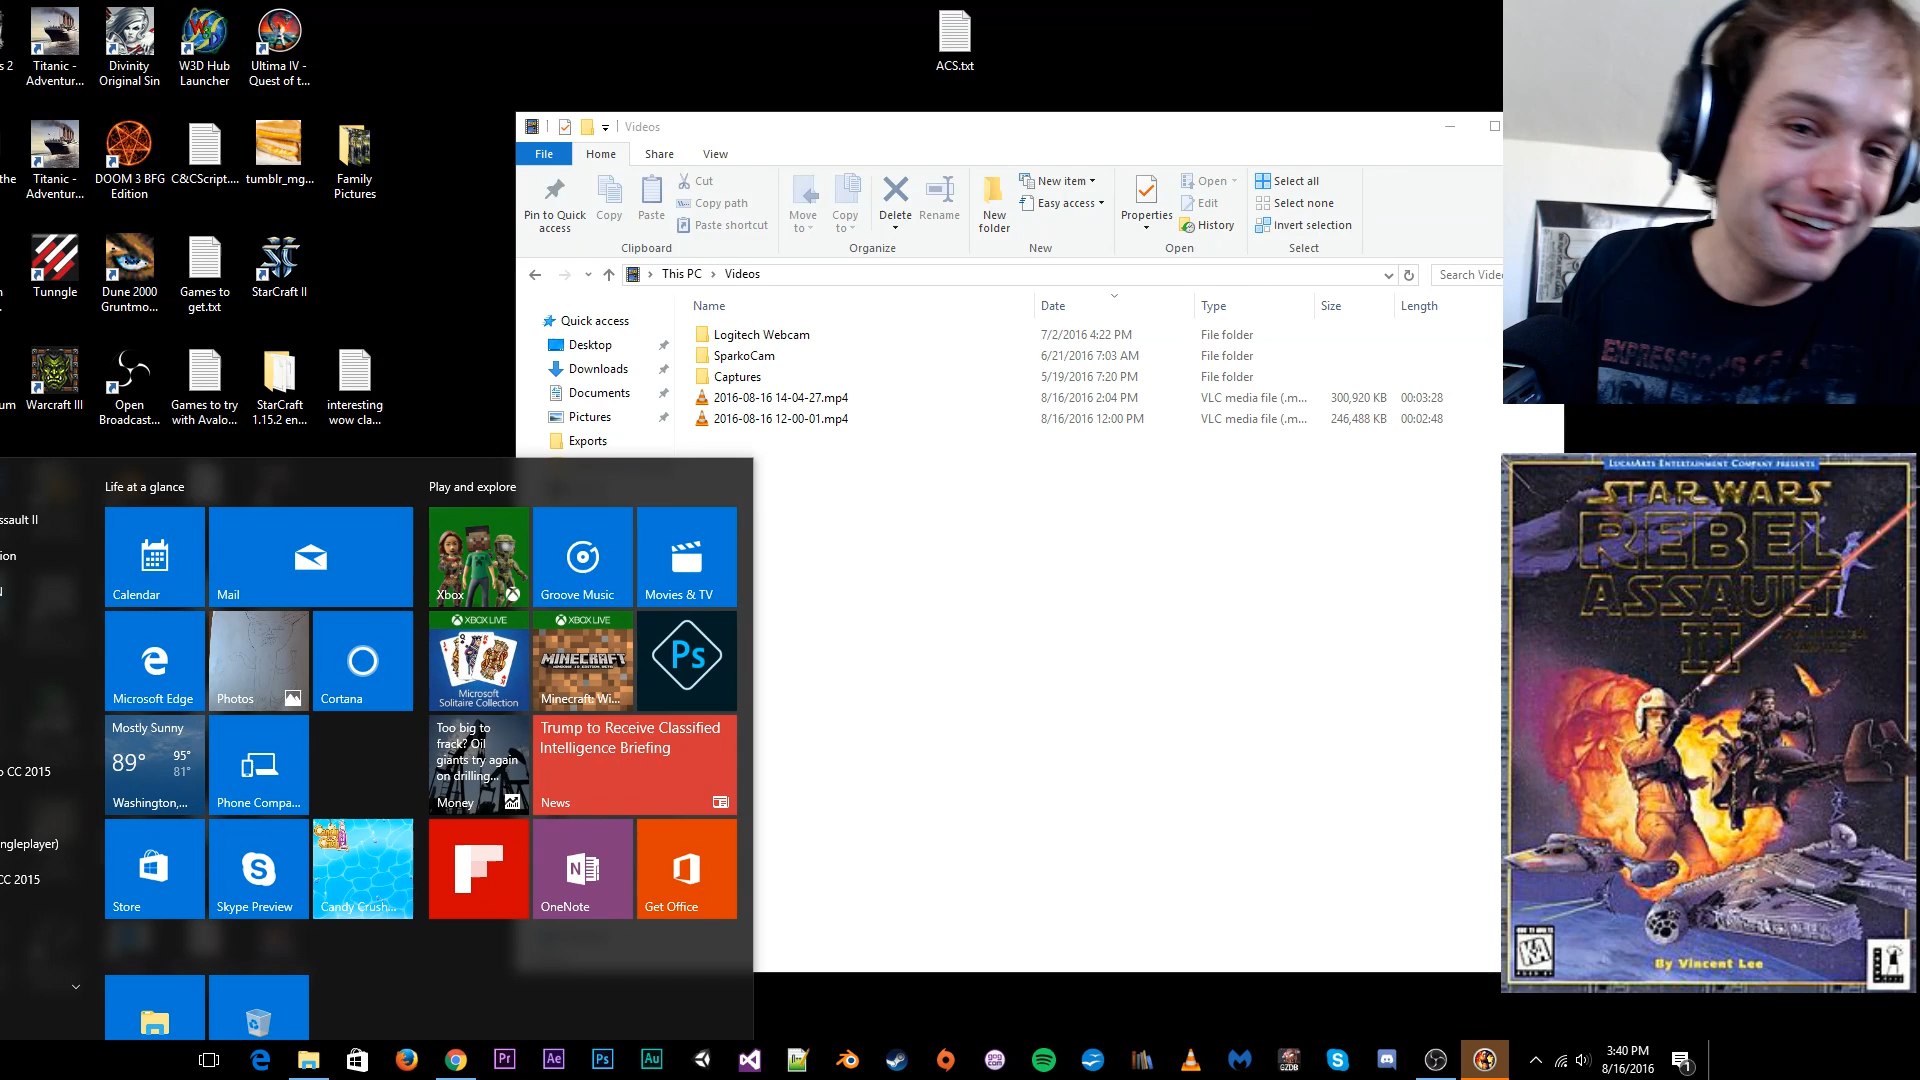 s 2
Titanic -
Adventur...
Divinity
Original Sin
W3D Hub
Launcher
Ultima IV -
Quest of t...
ACS.txt
the
Titanic -
Adventur...
DOOM 3 BFG
Edition
C&CScript....
tumblr_mg...
Family
Pictures
n
Tunngle
Dune 2000
Gruntmo...
Games to
get.txt
StarCraft II
um
Warcraft III
Open
Broadcast...
Games to try
with Avalo...
StarCraft
1.15.2 en...
interesting
wow cla...
Videos
File
Home
Share
View
Pin to Quick
access
Copy
Paste
Cut
Copy path
Paste shortcut
Clipboard
Move
to
Copy
to
Delete
Rename
Organize
New
folder
New item
Easy access
New
Properties
Open
Edit
History
Open
Select all
Select none
Invert selection
Select
This PC
Videos
Search Vide
Name
Date
Type
Size
Length
Quick access
Desktop
Downloads
Documents
Pictures
Exports
Logitech Webcam
7/2/2016 4:22 PM
File folder
SparkoCam
6/21/2016 7:03 AM
File folder
Captures
5/19/2016 7:20 PM
File folder
2016-08-16 14-04-27.mp4
8/16/2016 2:04 PM
VLC media file (.m...
300,920 KB
00:03:28
2016-08-16 12-00-01.mp4
8/16/2016 12:00 PM
VLC media file (.m...
246,488 KB
00:02:48
ssault II
ion
o CC 2015
ngleplayer)
CC 2015
Life at a glance
Calendar
Mail
Microsoft Edge
Photos
Cortana
Mostly Sunny
89°
95°
81°
Washington,...
Phone Compa...
Store
Skype Preview
Candy Crush...
Play and explore
Xbox
Groove Music
Movies & TV
XBOX LIVE
Microsoft
Solitaire Collection
XBOX LIVE
MINECRAFT
Minecraft: Wi...
Ps
Too big to
frack? Oil
giants try again
on drilling...
Money
Trump to Receive Classified
Intelligence Briefing
News
OneNote
Get Office
LucasArts Entertainment Company Presents
STAR WARS
REBEL
ASSAULT
II
By Vincent Lee
Pr
Ae
Ps
Au
GZDB
3:40 PM
8/16/2016
1